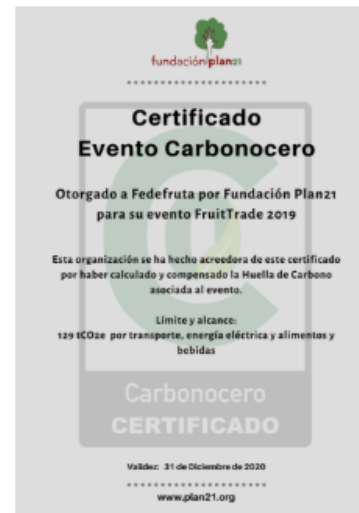 fundación plan21
Certificado
Evento Carbonocero
Otorgado a Fedefruta por Fundación Plan21
para su evento FruitTrade 2019
Esta organización se ha hecho acreedora de este certificado
por haber calculado y compensado la Huella de Carbono
asociada al evento.
Límite y alcance:
129 tCO2e por transporte, energía eléctrica y alimentos y
bebidas
Carbonocero
CERTIFICADO
Validez: 31 de Diciembre de 2020
www.plan21.org